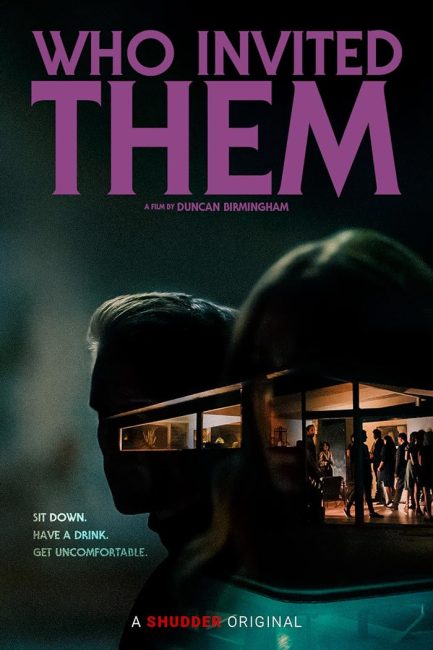 WHO INVITED
THEM
A FILM BY DUNCAN BIRMINGHAM
SIT DOWN.
HAVE A DRINK.
GET UNCOMFORTABLE.
A SHUDDER ORIGINAL